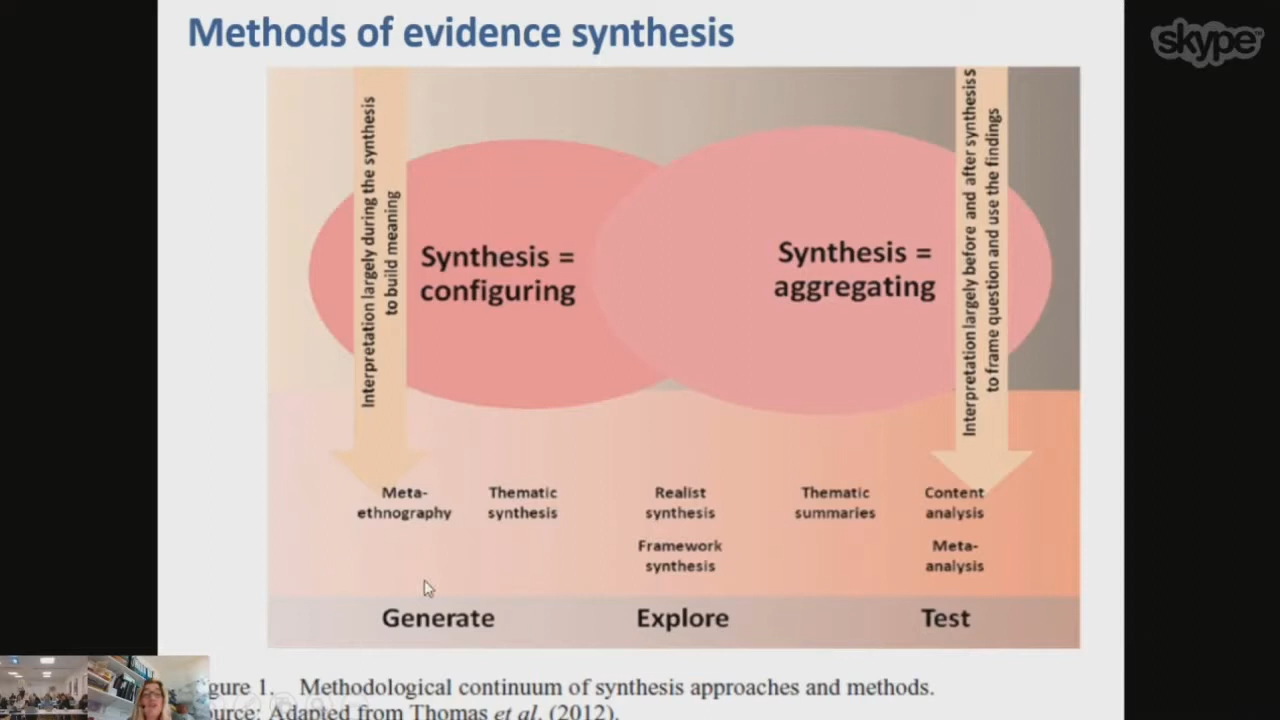 Methods of evidence synthesis
skype
Interpretation largely during the synthesis
to build meaning
Synthesis =
configuring
Synthesis =
aggregating
Interpretation largely before and after synthesis S
to frame question and use the findings
Meta-
ethnography
Thematic
synthesis
Realist
synthesis
Framework
synthesis
Thematic
summaries
Content
analysis
Meta-
analysis
Generate
Explore
Test
gure 1. Methodological continuum of synthesis approaches and methods.
ource: Adapted from Thomas et al. (2012).